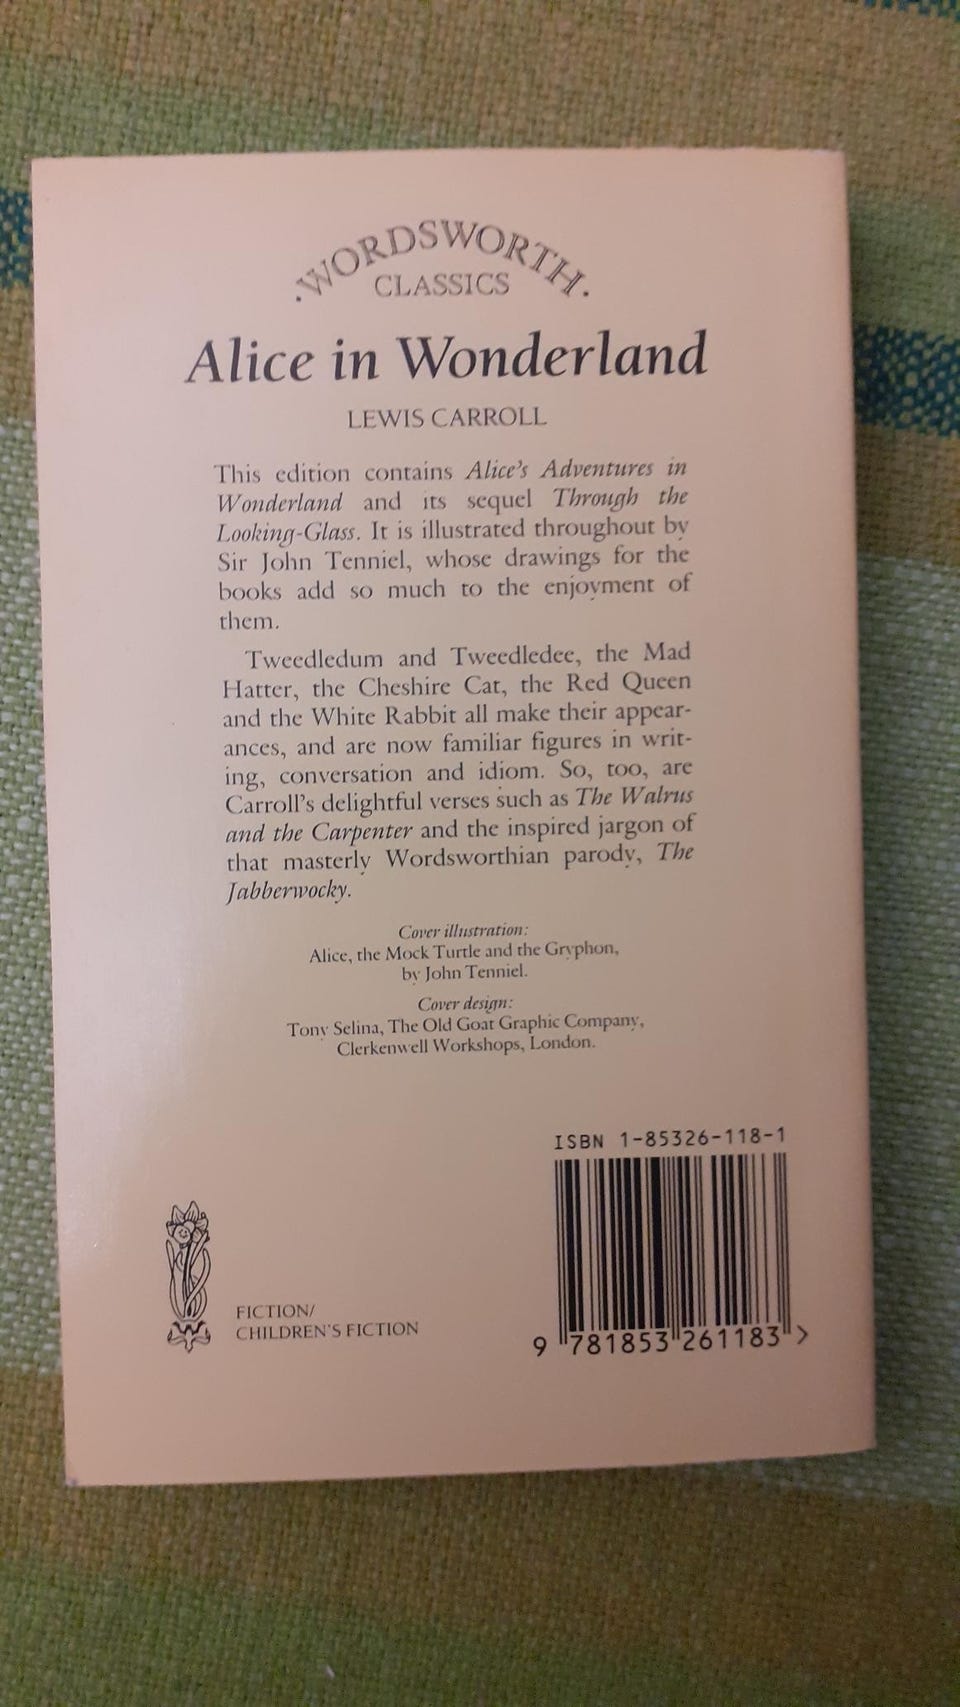 ·WORDSWORTH·
CLASSICS
Alice in Wonderland
LEWIS CARROLL
This edition contains Alice's Adventures in
Wonderland and its sequel Through the
Looking-Glass. It is illustrated throughout by
Sir John Tenniel, whose drawings for the
books add so much to the enjoyment of
them.
Tweedledum and Tweedledee, the Mad
Hatter, the Cheshire Cat, the Red Queen
and the White Rabbit all make their appear-
ances, and are now familiar figures in writ-
ing, conversation and idiom. So, too, are
Carroll's delightful verses such as The Walrus
and the Carpenter and the inspired jargon of
that masterly Wordsworthian parody, The
Jabberwocky.
Cover illustration:
Alice, the Mock Turtle and the Gryphon,
by John Tenniel.
Cover design:
Tony Selina, The Old Goat Graphic Company,
Clerkenwell Workshops, London.
ISBN 1-85326-118-1
9 781853 261183 >
FICTION/
CHILDREN'S FICTION